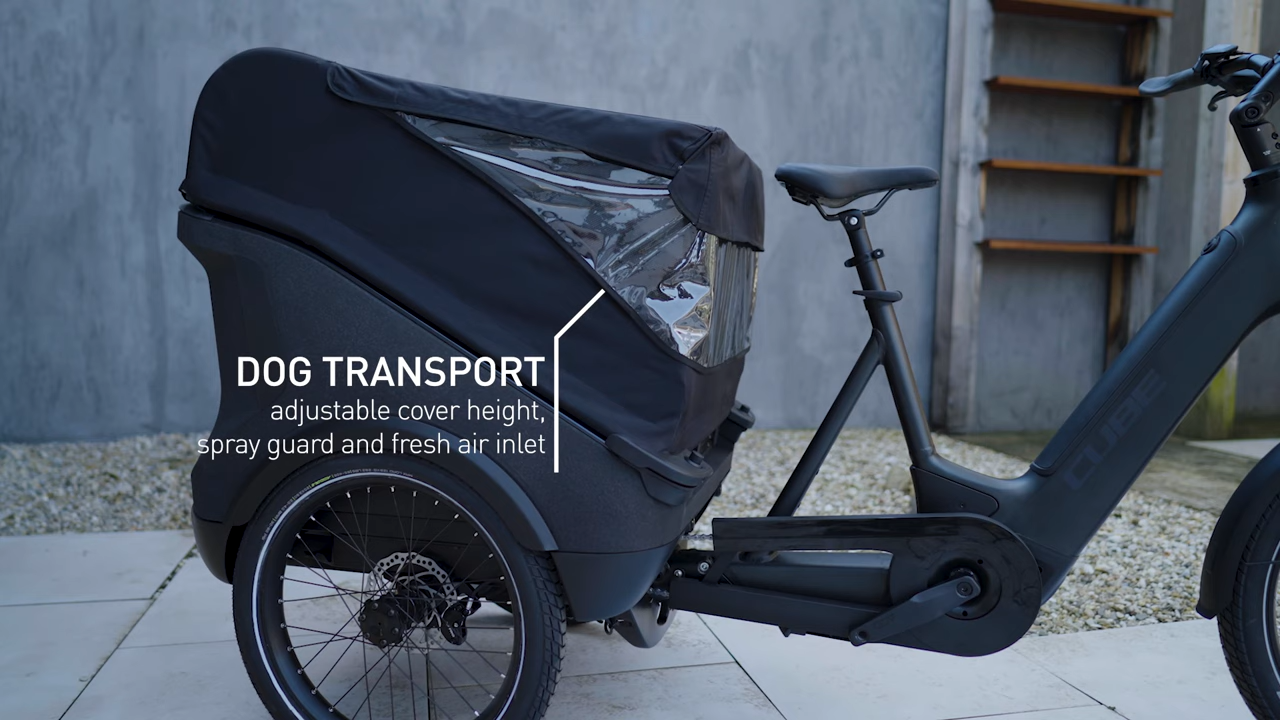 DOG TRANSPORT
adjustable cover height,
spray guard and fresh air inlet
CUBE